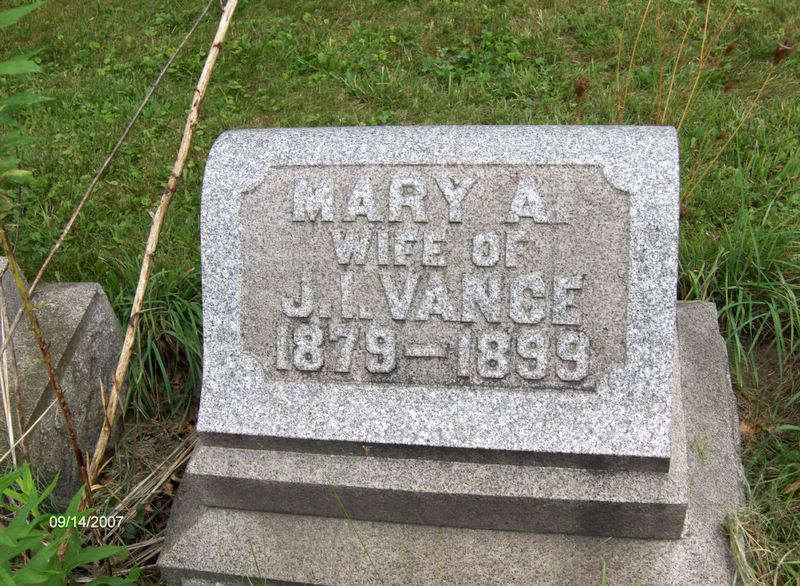 MARY A.
WIFE OF
J. I. VANCE
1879—1899
09/14/2007